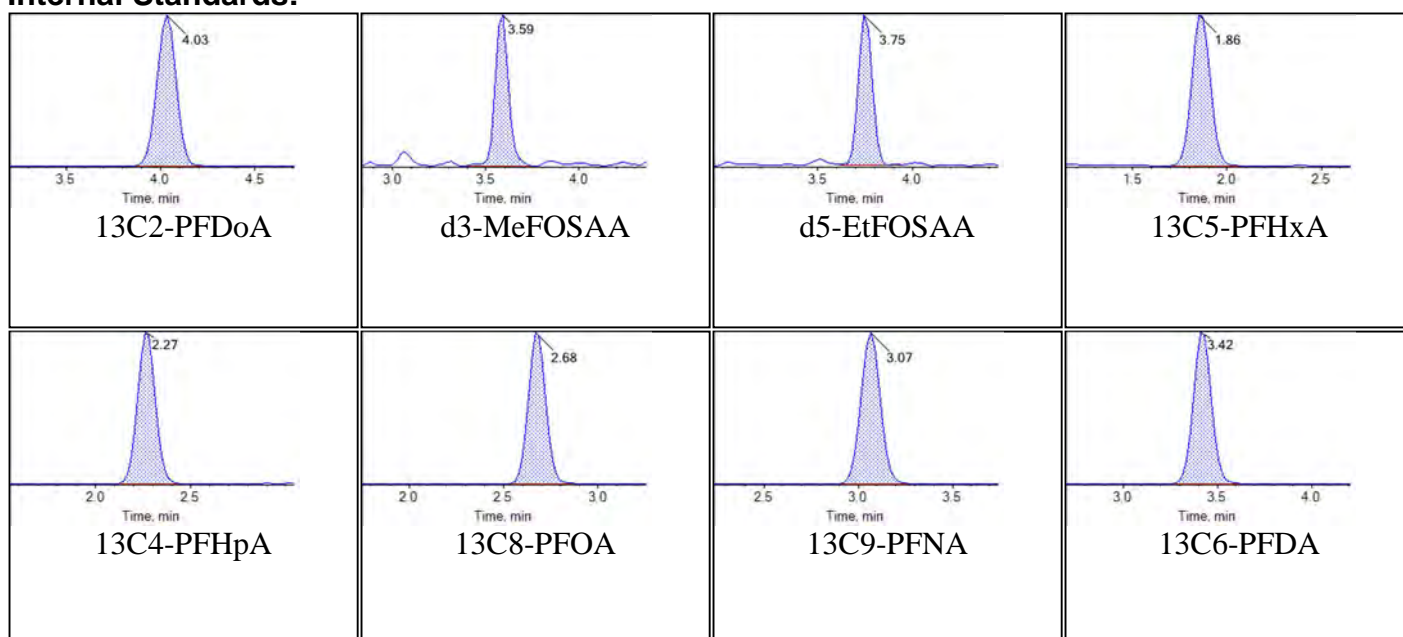 Internal Standards:
4.03
3.5 4.0 4.5
Time, min
13C2-PFDoA
3.59
3.0 3.5 4.0
Time, min
d3-MeFOSAA
3.75
3.5 4.0
Time, min
d5-EtFOSAA
1.86
1.5 2.0 2.5
Time, min
13C5-PFHxA
2.27
2.0 2.5
Time, min
13C4-PFHpA
2.68
2.0 2.5 3.0
Time, min
13C8-PFOA
3.07
2.5 3.0 3.5
Time, min
13C9-PFNA
3.42
3.0 3.5 4.0
Time, min
13C6-PFDA